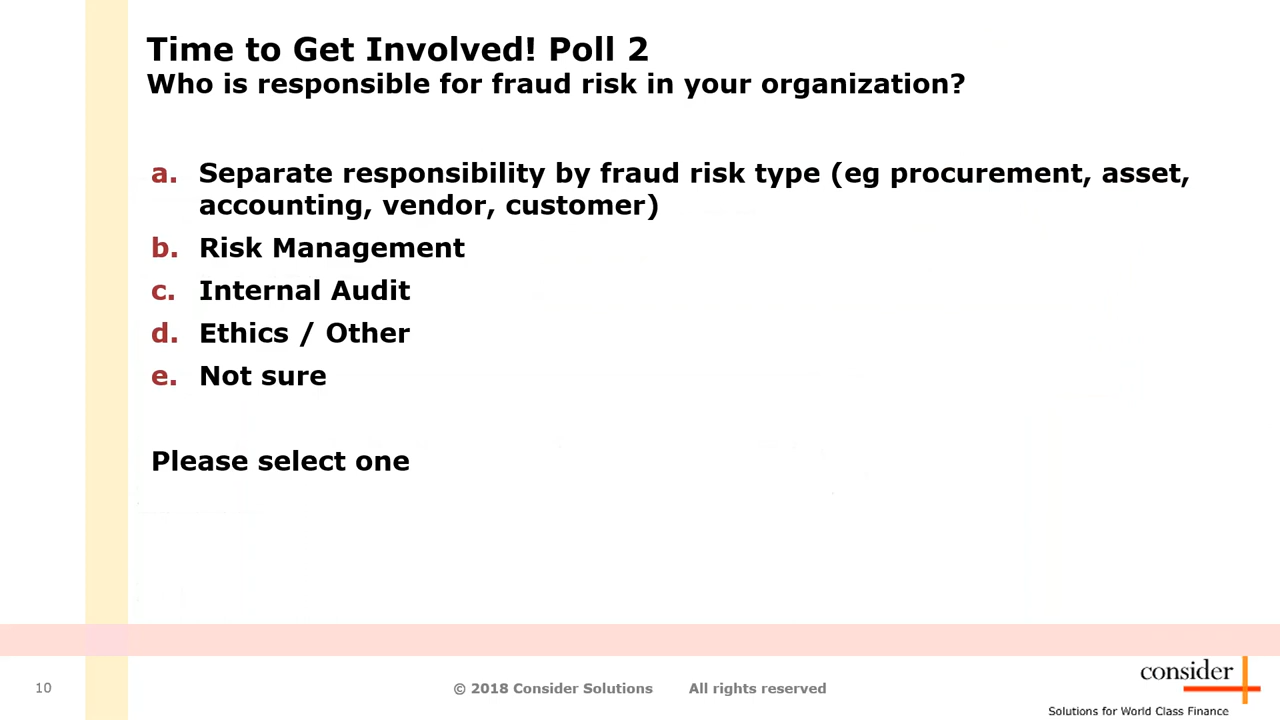 Time to Get Involved! Poll 2
Who is responsible for fraud risk in your organization?
a. Separate responsibility by fraud risk type (eg procurement, asset,
accounting, vendor, customer)
b. Risk Management
c. Internal Audit
d. Ethics / Other
e. Not sure
Please select one
10
© 2018 Consider Solutions All rights reserved
consider
Solutions for World Class Finance